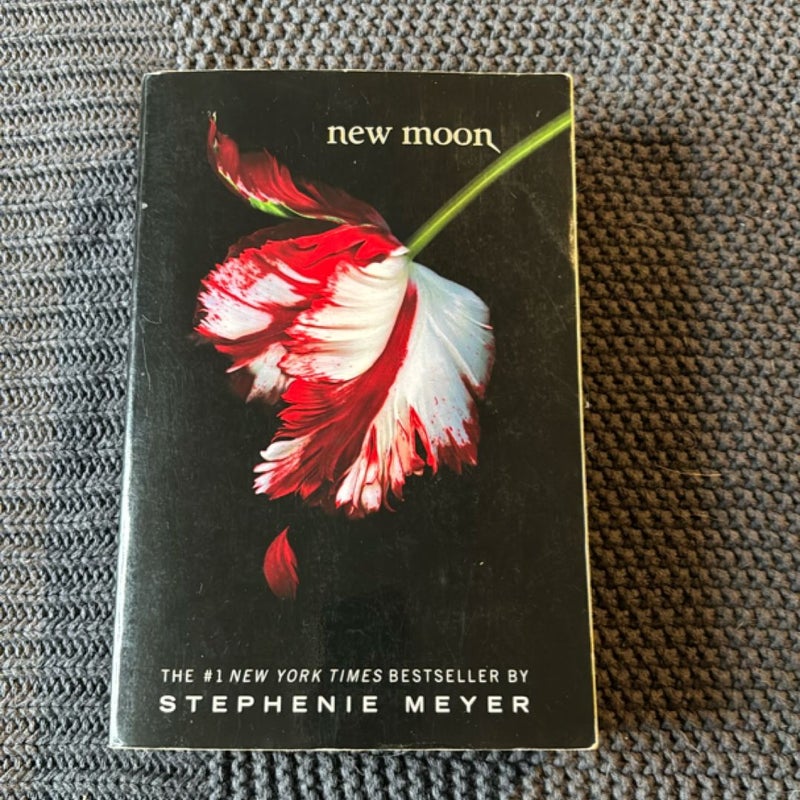 new moon
THE #1 NEW YORK TIMES BESTSELLER BY
STEPHENIE MEYER